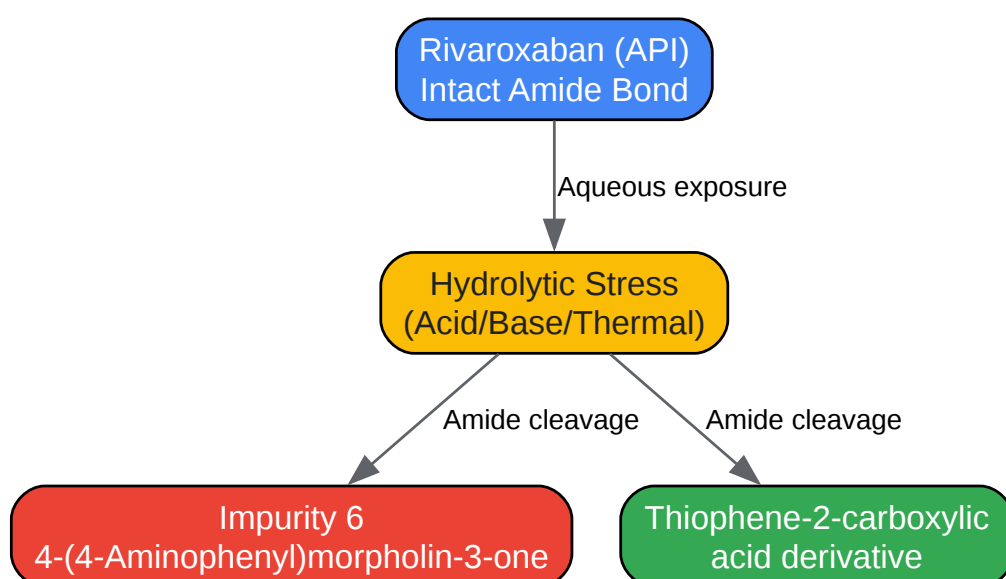 Rivaroxaban (API)
Intact Amide Bond
Aqueous exposure
Hydrolytic Stress
(Acid/Base/Thermal)
Amide cleavage
Amide cleavage
Impurity 6
4-(4-Aminophenyl)morpholin-3-one
Thiophene-2-carboxylic
acid derivative